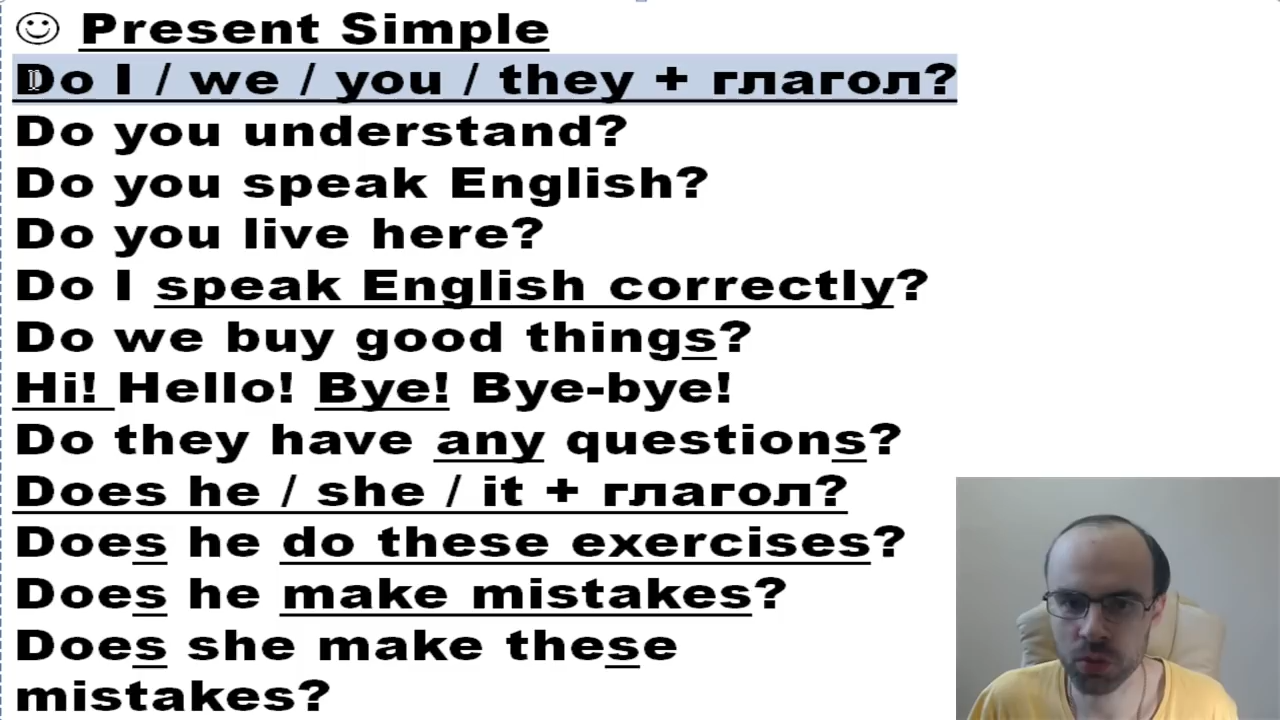 ☺ Present Simple
Do I / we / you / they + глагол?
Do you understand?
Do you speak English?
Do you live here?
Do I speak English correctly?
Do we buy good things?
Hi! Hello! Bye! Bye-bye!
Do they have any questions?
Does he / she / it + глагол?
Does he do these exercises?
Does he make mistakes?
Does she make these
mistakes?